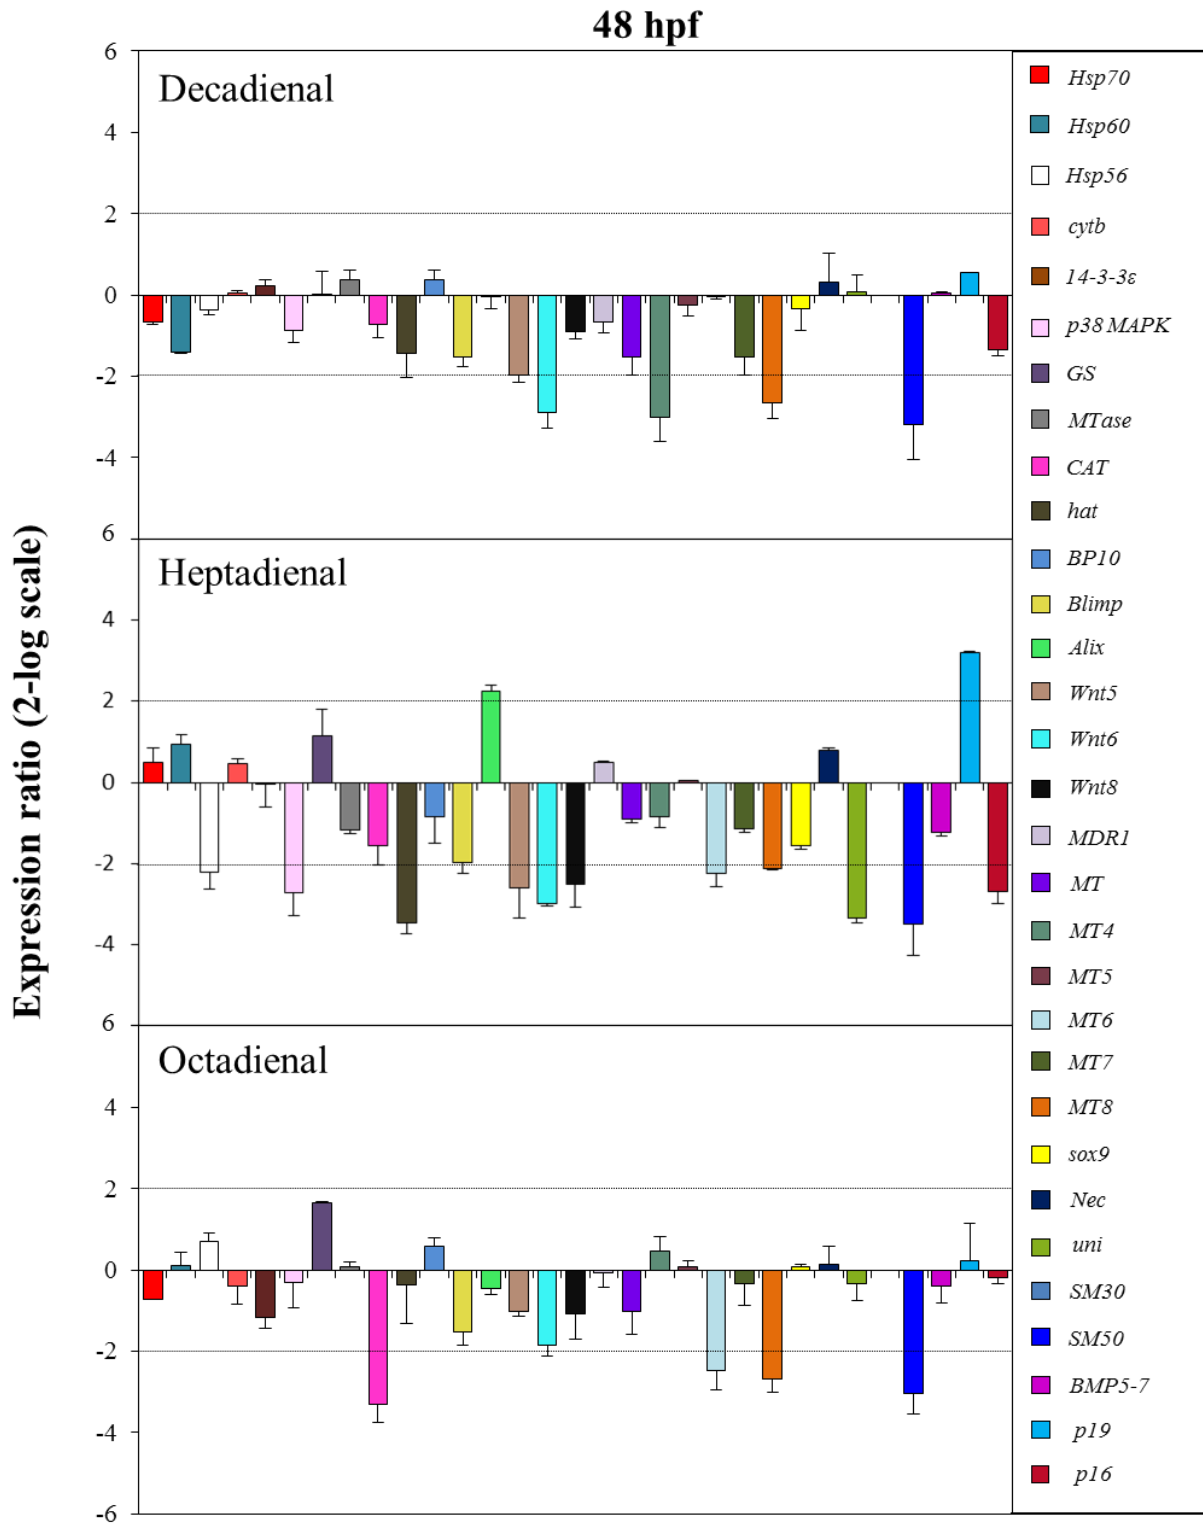 48 hpf
Expression ratio (2-log scale)
Decadienal
6
4
2
0
-2
-4
6
Heptadienal
4
2
0
-2
-4
6
Octadienal
4
2
0
-2
-4
-6
Hsp70
Hsp60
Hsp56
cytb
14-3-3ε
p38 MAPK
GS
MTase
CAT
hat
BP10
Blimp
Alix
Wnt5
Wnt6
Wnt8
MDR1
MT
MT4
MT5
MT6
MT7
MT8
sox9
Nec
uni
SM30
SM50
BMP5-7
p19
p16